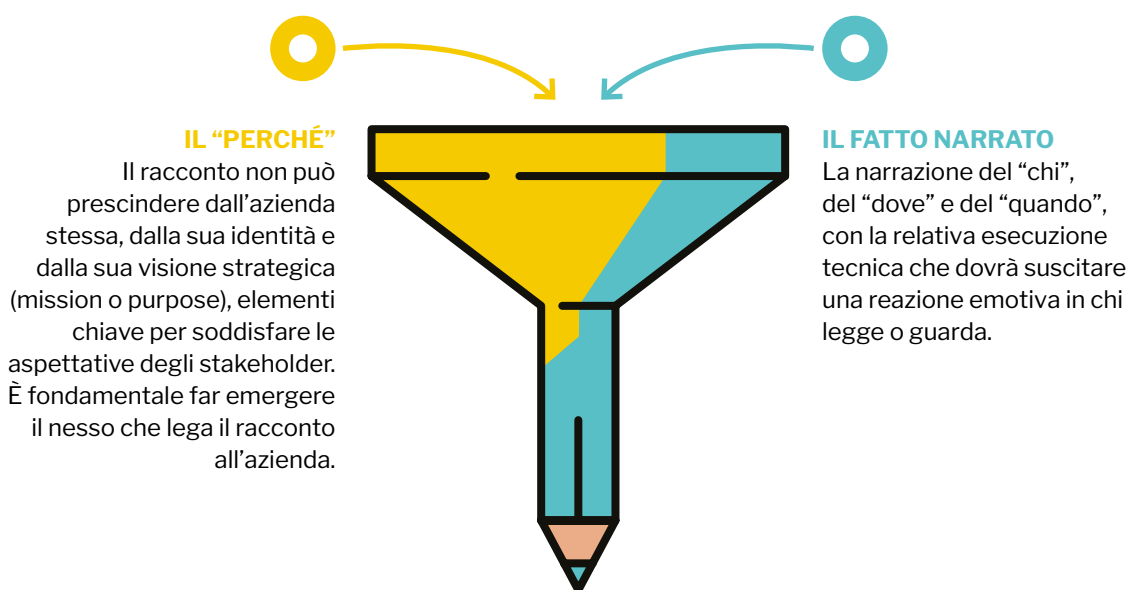 IL “PERCHÉ”
Il racconto non può
prescindere dall’azienda
stessa, dalla sua identità e
dalla sua visione strategica
(mission o purpose), elementi
chiave per soddisfare le
aspettative degli stakeholder.
È fondamentale far emergere
il nesso che lega il racconto
all’azienda.
IL FATTO NARRATO
La narrazione del “chi”,
del “dove” e del “quando”,
con la relativa esecuzione
tecnica che dovrà suscitare
una reazione emotiva in chi
legge o guarda.